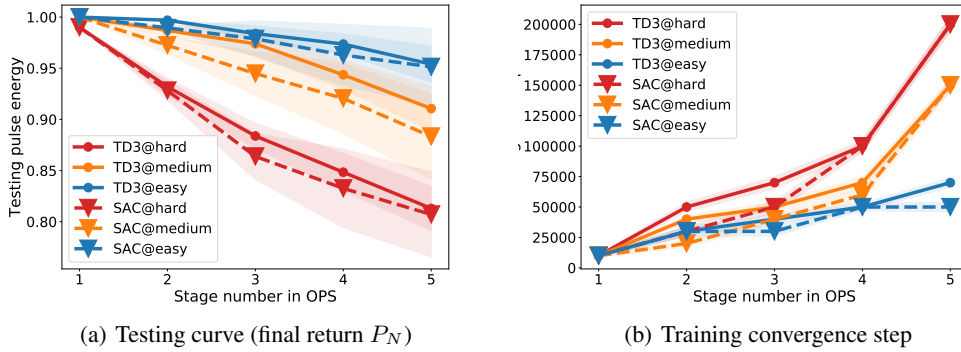 1.00
0.95
0.90
0.85
0.80
Testing pulse energy
TD3@hard
TD3@medium
TD3@easy
SAC@hard
SAC@medium
SAC@easy
1 2 3 4 5
Stage number in OPS
(a) Testing curve (final return P_N)
200000
175000
150000
125000
100000
75000
50000
25000
0
TD3@hard
TD3@medium
TD3@easy
SAC@hard
SAC@medium
SAC@easy
1 2 3 4 5
Stage number in OPS
(b) Training convergence step